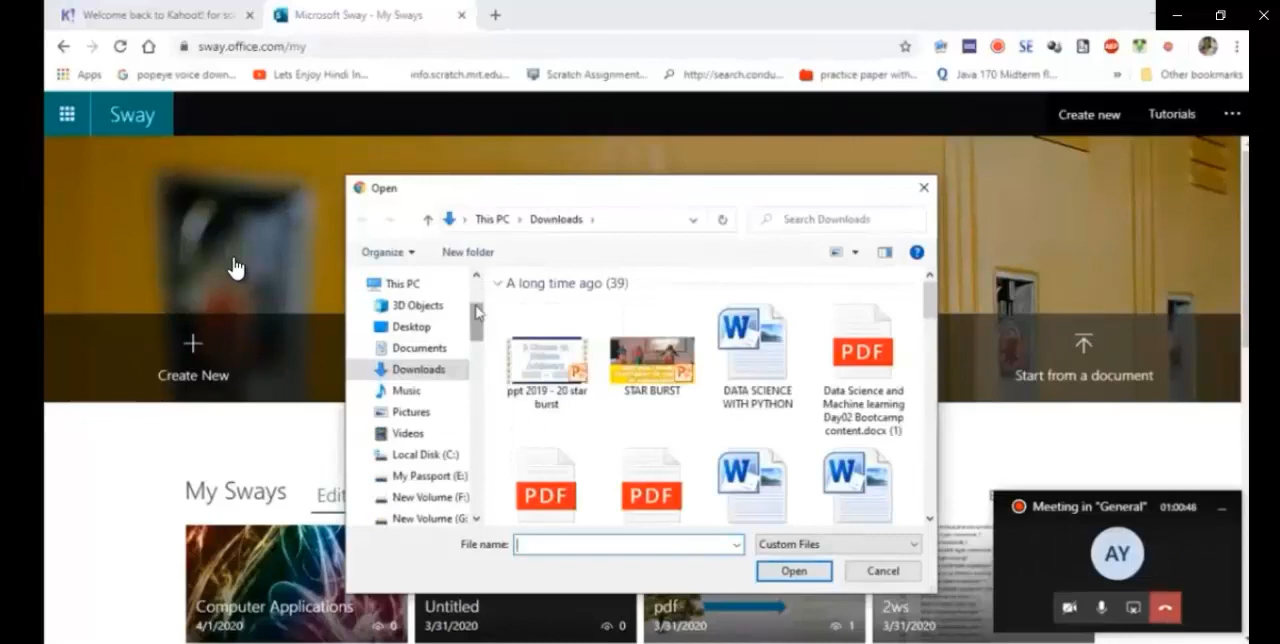 Welcome back to Kahoot! for sc
Microsoft Sway - My Sways
sway.office.com/my
SE
ABP
Apps
popeye voice down...
Lets Enjoy Hindi In...
info.scratch.mit.edu...
Scratch Assignment...
http://search.condu...
practice paper with...
Java 170 Midterm fl...
»
Other bookmarks
Sway
Create new
Tutorials
Open
This PC
Downloads
Search Downloads
Organize
New folder
This PC
3D Objects
Desktop
Documents
Downloads
Music
Pictures
Videos
Local Disk (C:)
My Passport (E:)
New Volume (F:)
New Volume (G:
A long time ago (39)
ppt 2019 - 20 star
burst
STAR BURST
DATA SCIENCE
WITH PYTHON
PDF
Data Science and
Machine learning
Day02 Bootcamp
content.docx (1)
PDF
PDF
File name:
Custom Files
Open
Cancel
Create New
Start from a document
My Sways
Edit
Meeting in "General" 01:00:46
AY
Computer Applications
4/1/2020
0
Untitled
3/31/2020
0
pdf
3/31/2020
1
2ws
3/31/2020